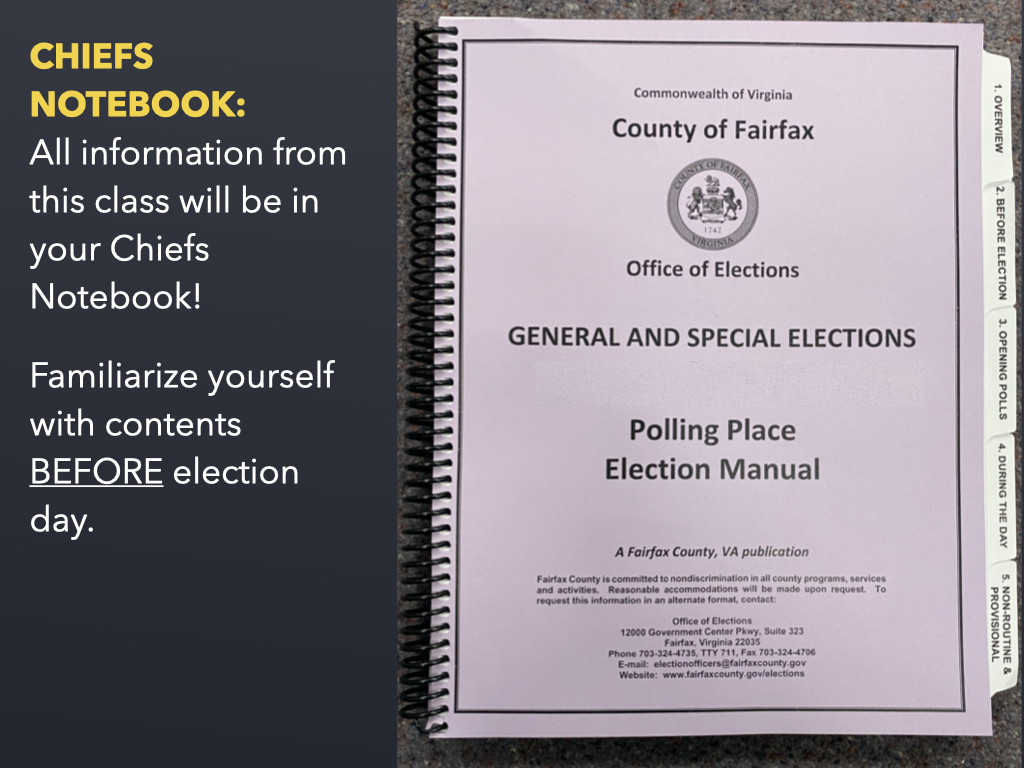 CHIEFS
NOTEBOOK:
All information from
this class will be in
your Chiefs
Notebook!
Familiarize yourself
with contents
BEFORE election
day.
Commonwealth of Virginia
County of Fairfax
COUNTY OF FAIRFAX
1742
VIRGINIA
Office of Elections
GENERAL AND SPECIAL ELECTIONS
Polling Place
Election Manual
A Fairfax County, VA publication
Fairfax County is committed to nondiscrimination in all county programs, services
and activities. Reasonable accommodations will be made upon request. To
request this information in an alternate format, contact:
Office of Elections
12000 Government Center Pkwy, Suite 323
Fairfax, Virginia 22035
Phone 703-324-4735, TTY 711, Fax 703-324-4706
E-mail: electionofficers@fairfaxcounty.gov
Website: www.fairfaxcounty.gov/elections
1. OVERVIEW
2. BEFORE ELECTION
3. OPENING POLLS
4. DURING THE DAY
5. NON-ROUTINE &
PROVISIONAL